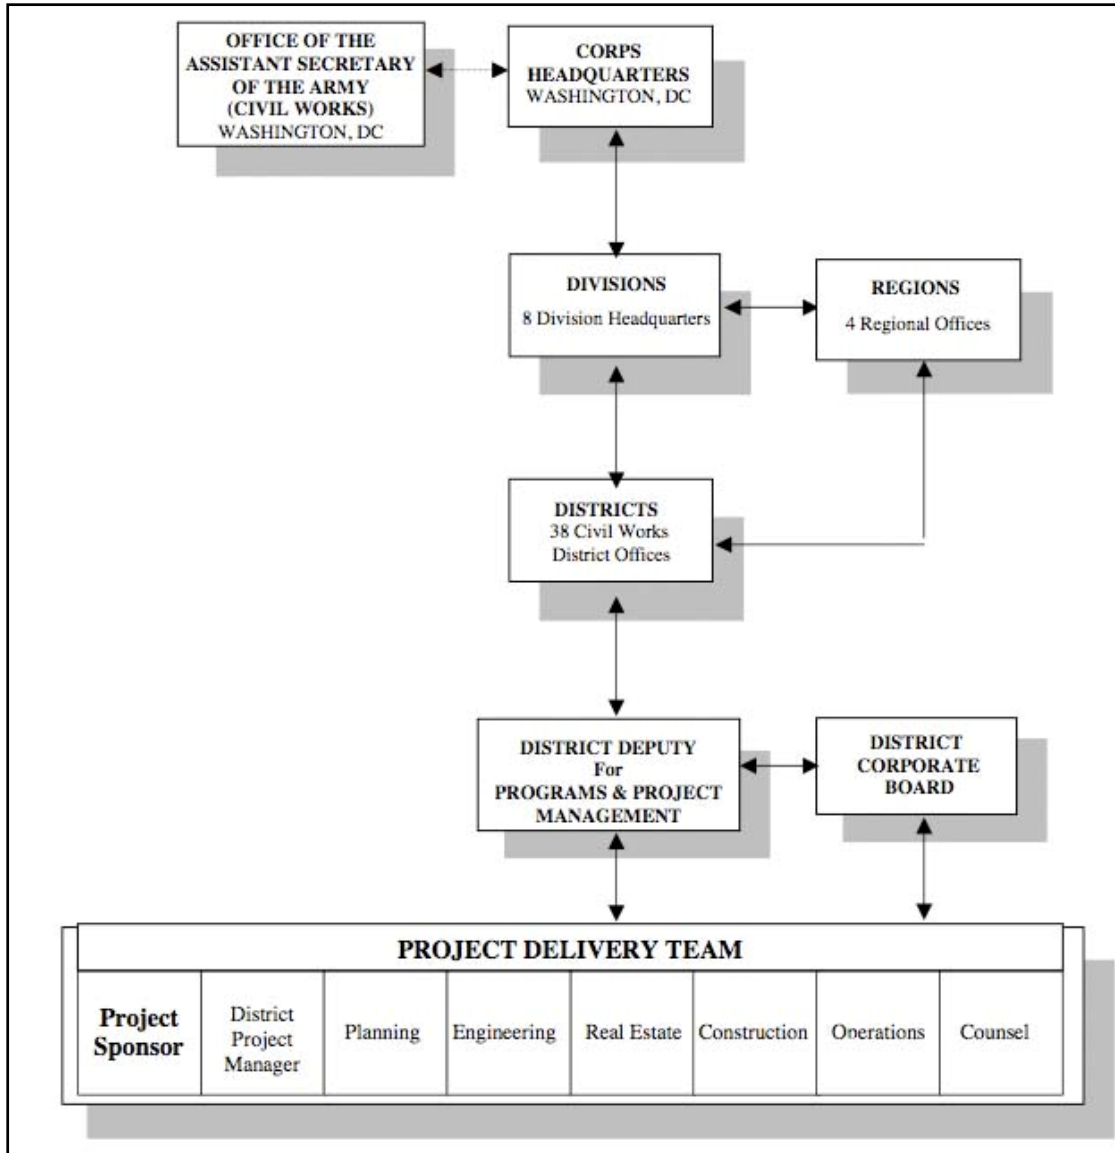 OFFICE OF THE
ASSISTANT SECRETARY
OF THE ARMY
(CIVIL WORKS)
WASHINGTON, DC
CORPS
HEADQUARTERS
WASHINGTON, DC
DIVISIONS
8 Division Headquarters
REGIONS
4 Regional Offices
DISTRICTS
38 Civil Works
District Offices
DISTRICT DEPUTY
For
PROGRAMS & PROJECT
MANAGEMENT
DISTRICT
CORPORATE
BOARD
PROJECT DELIVERY TEAM
Project
Sponsor
District
Project
Manager
Planning
Engineering
Real Estate
Construction
Operations
Counsel